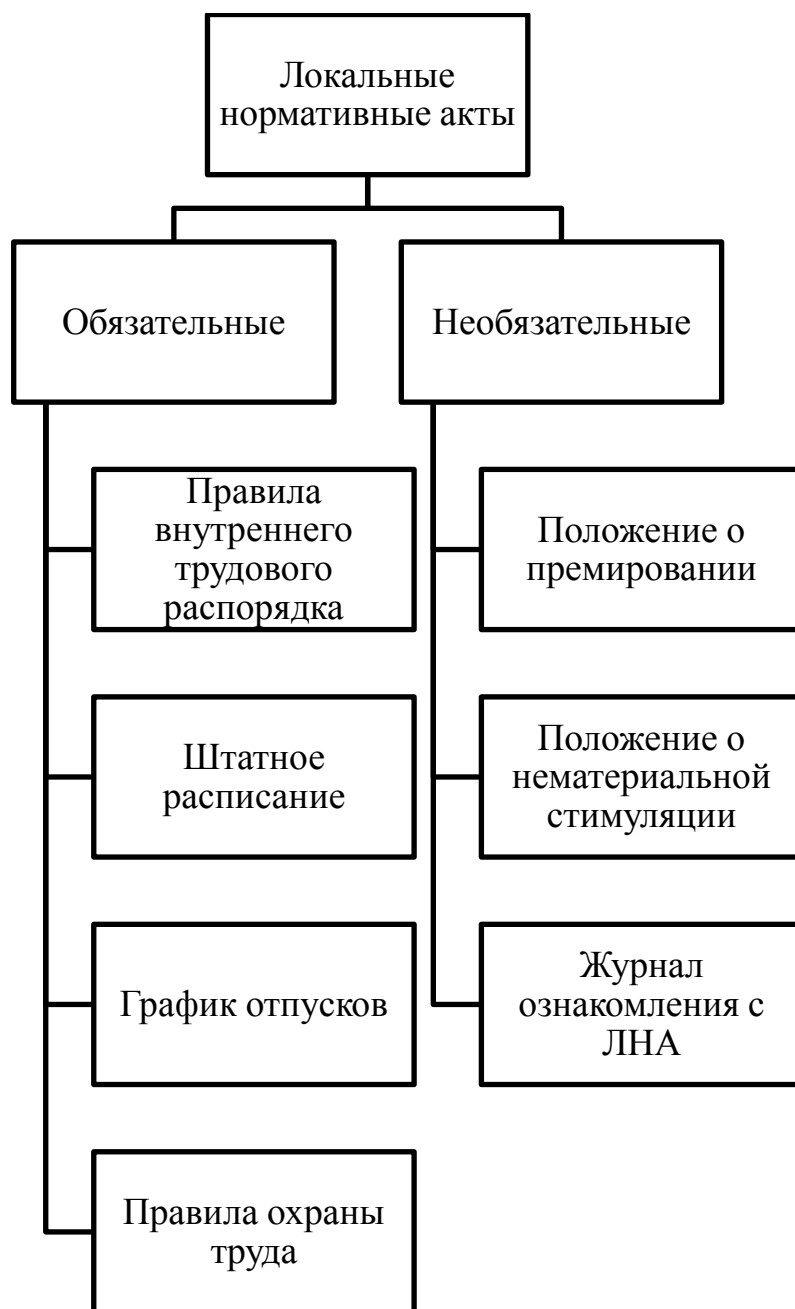 Локальные
нормативные акты
Обязательные
Необязательные
Правила
внутреннего
трудового
распорядка
Положение о
премировании
Штатное
расписание
Положение о
нематериальной
стимуляции
График отпусков
Журнал
ознакомления с
ЛНА
Правила охраны
труда